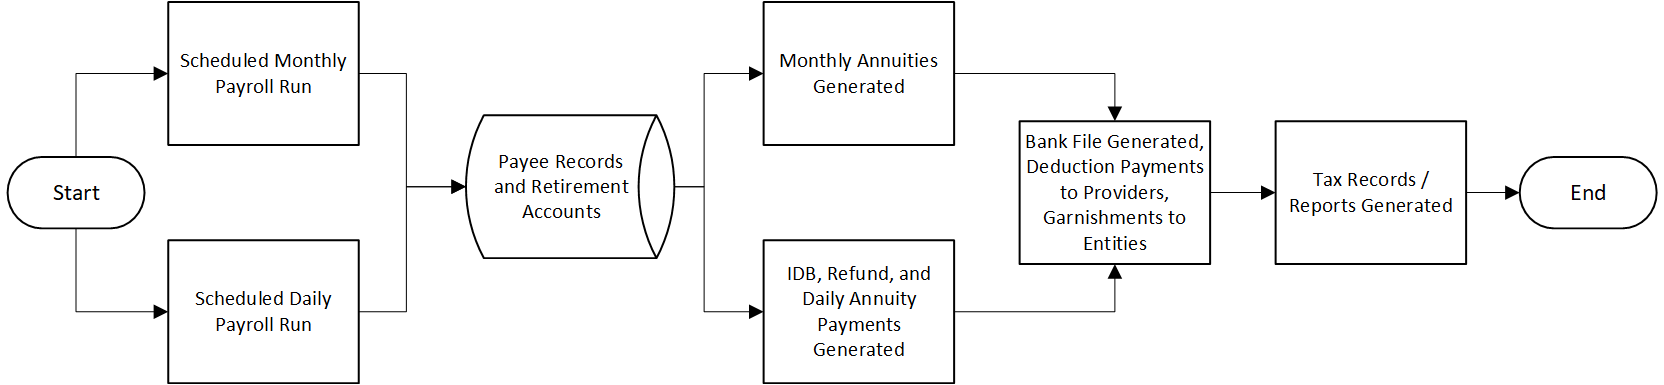 Start
Scheduled Monthly
Payroll Run
Scheduled Daily
Payroll Run
Payee Records
and Retirement
Accounts
Monthly Annuities
Generated
IDB, Refund, and
Daily Annuity
Payments
Generated
Bank File Generated,
Deduction Payments
to Providers,
Garnishments to
Entities
Tax Records /
Reports Generated
End